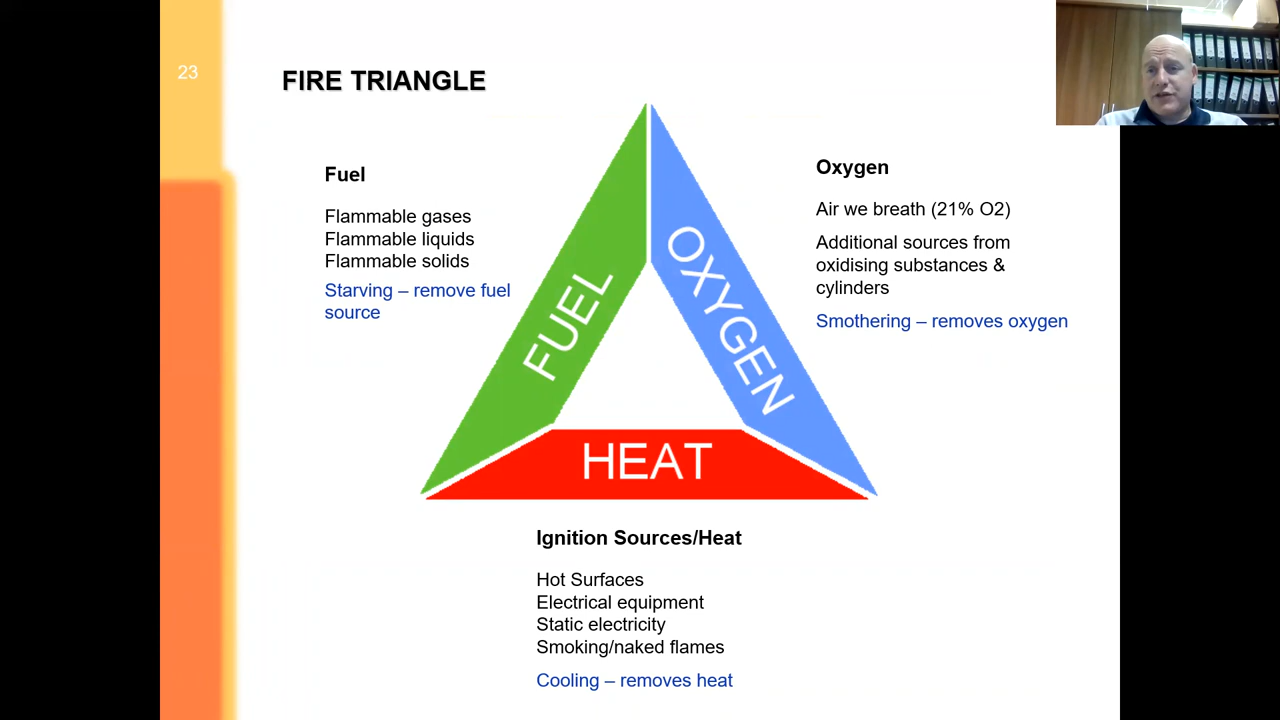 23
FIRE TRIANGLE
Fuel
Flammable gases
Flammable liquids
Flammable solids
Starving – remove fuel
source
Oxygen
Air we breath (21% O2)
Additional sources from
oxidising substances &
cylinders
Smothering – removes oxygen
FUEL
OXYGEN
HEAT
Ignition Sources/Heat
Hot Surfaces
Electrical equipment
Static electricity
Smoking/naked flames
Cooling – removes heat